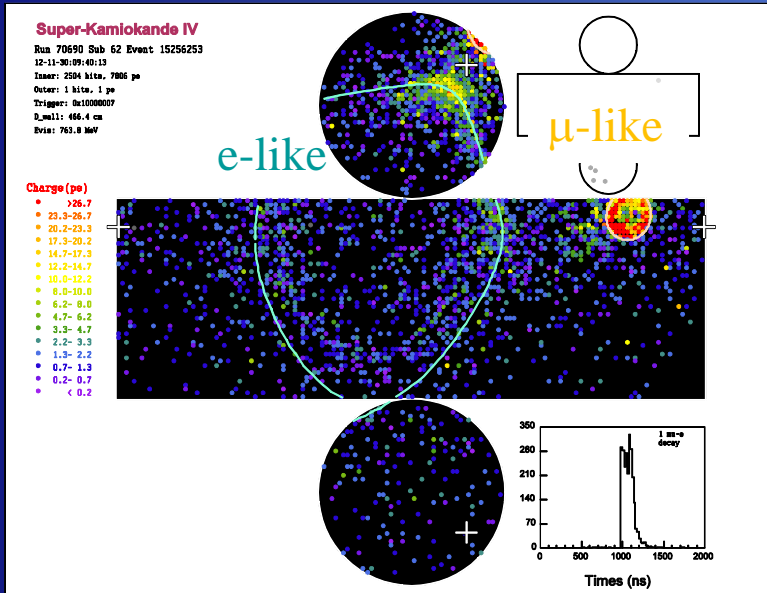 Super-Kamiokande IV
Run 70690 Sub 62 Event 15256253
12-11-30:09:40:13
Inner: 2504 hits, 7806 pe
Outer: 1 hits, 1 pe
Trigger: 0x10000007
D_wall: 466.4 cm
Evis: 763.8 MeV
e-like
μ-like
Charge(pe)
>26.7
23.3-26.7
20.2-23.3
17.3-20.2
14.7-17.3
12.2-14.7
10.0-12.2
8.0-10.0
6.2- 8.0
4.7- 6.2
3.3- 4.7
2.2- 3.3
1.3- 2.2
0.7- 1.3
0.2- 0.7
< 0.2
1 mu-e
decay
350
280
210
140
70
0
0 500 1000 1500 2000
Times (ns)